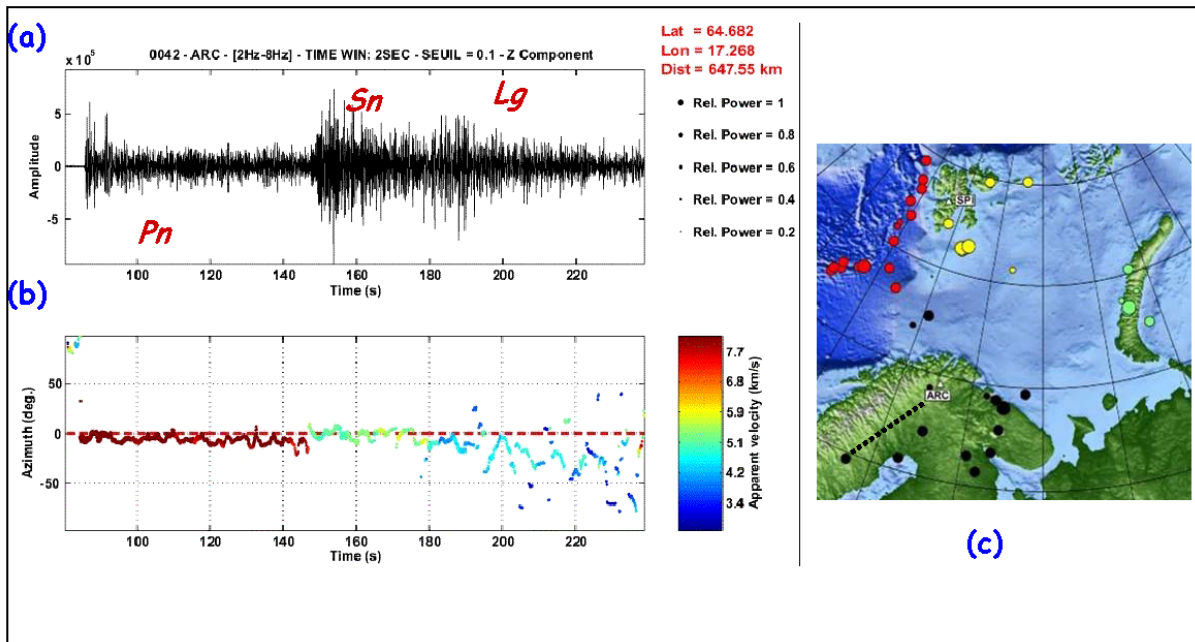 (a)
0042 - ARC - [2Hz-8Hz] - TIME WIN: 2SEC - SEUIL = 0.1 - Z Component
x 10^5
5
0
-5
Amplitude
Pn
Sn
Lg
100 120 140 160 180 200 220
Time (s)
Lat = 64.682
Lon = 17.268
Dist = 647.55 km
Rel. Power = 1
Rel. Power = 0.8
Rel. Power = 0.6
Rel. Power = 0.4
Rel. Power = 0.2
(b)
50
0
-50
Azimuth (deg.)
100 120 140 160 180 200 220
Time (s)
7.7
6.8
5.9
5.1
4.2
3.4
Apparent velocity (km/s)
SPI
ARC
(c)